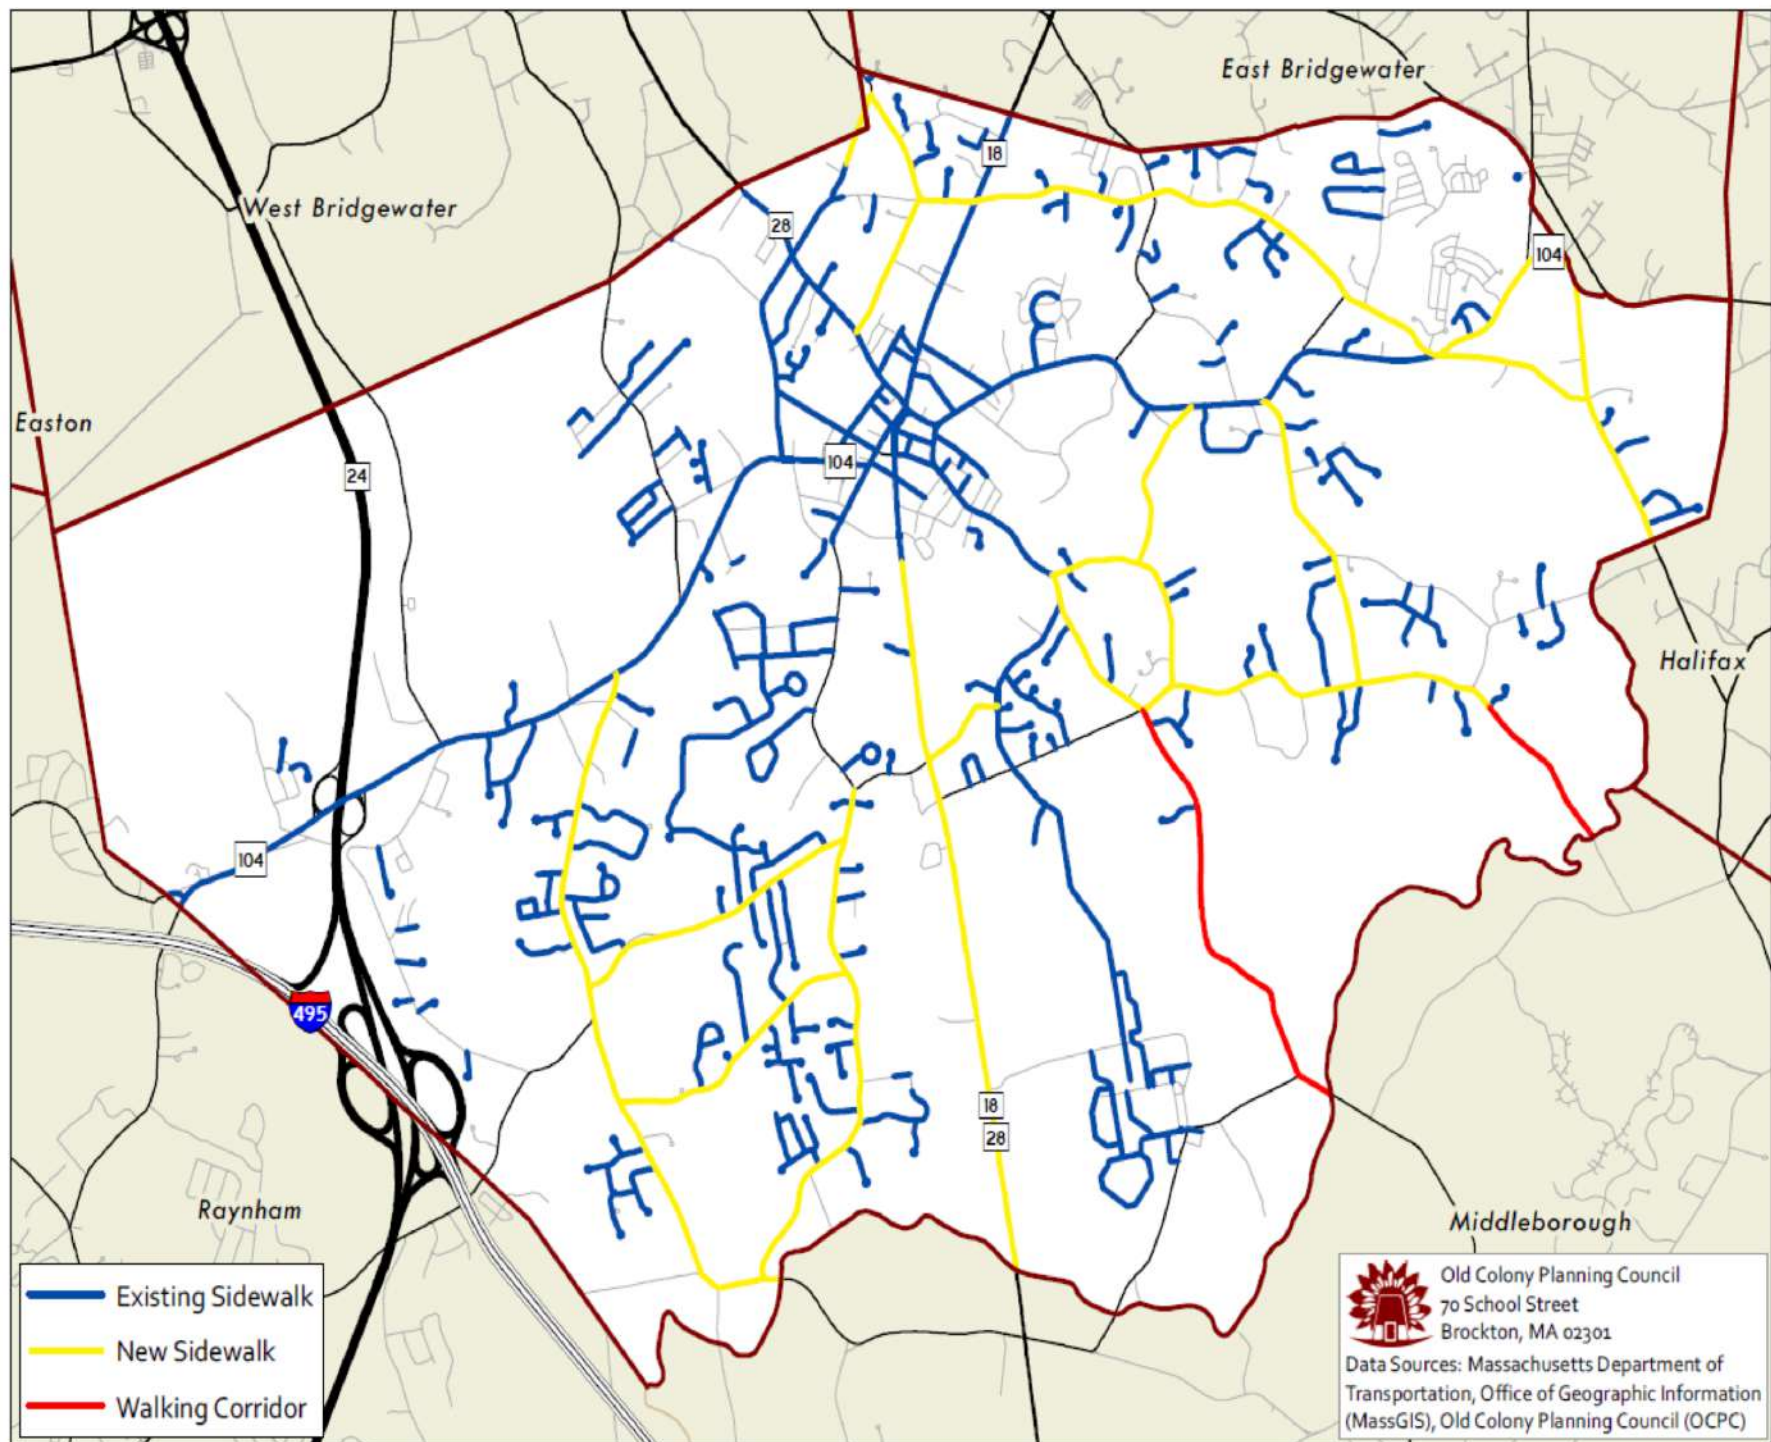 East Bridgewater
18
West Bridgewater
28
104
Easton
24
104
Halifax
104
495
18
28
Raynham
Middleborough
Existing Sidewalk
New Sidewalk
Walking Corridor
Old Colony Planning Council
70 School Street
Brockton, MA 02301
Data Sources: Massachusetts Department of
Transportation, Office of Geographic Information
(MassGIS), Old Colony Planning Council (OCPC)